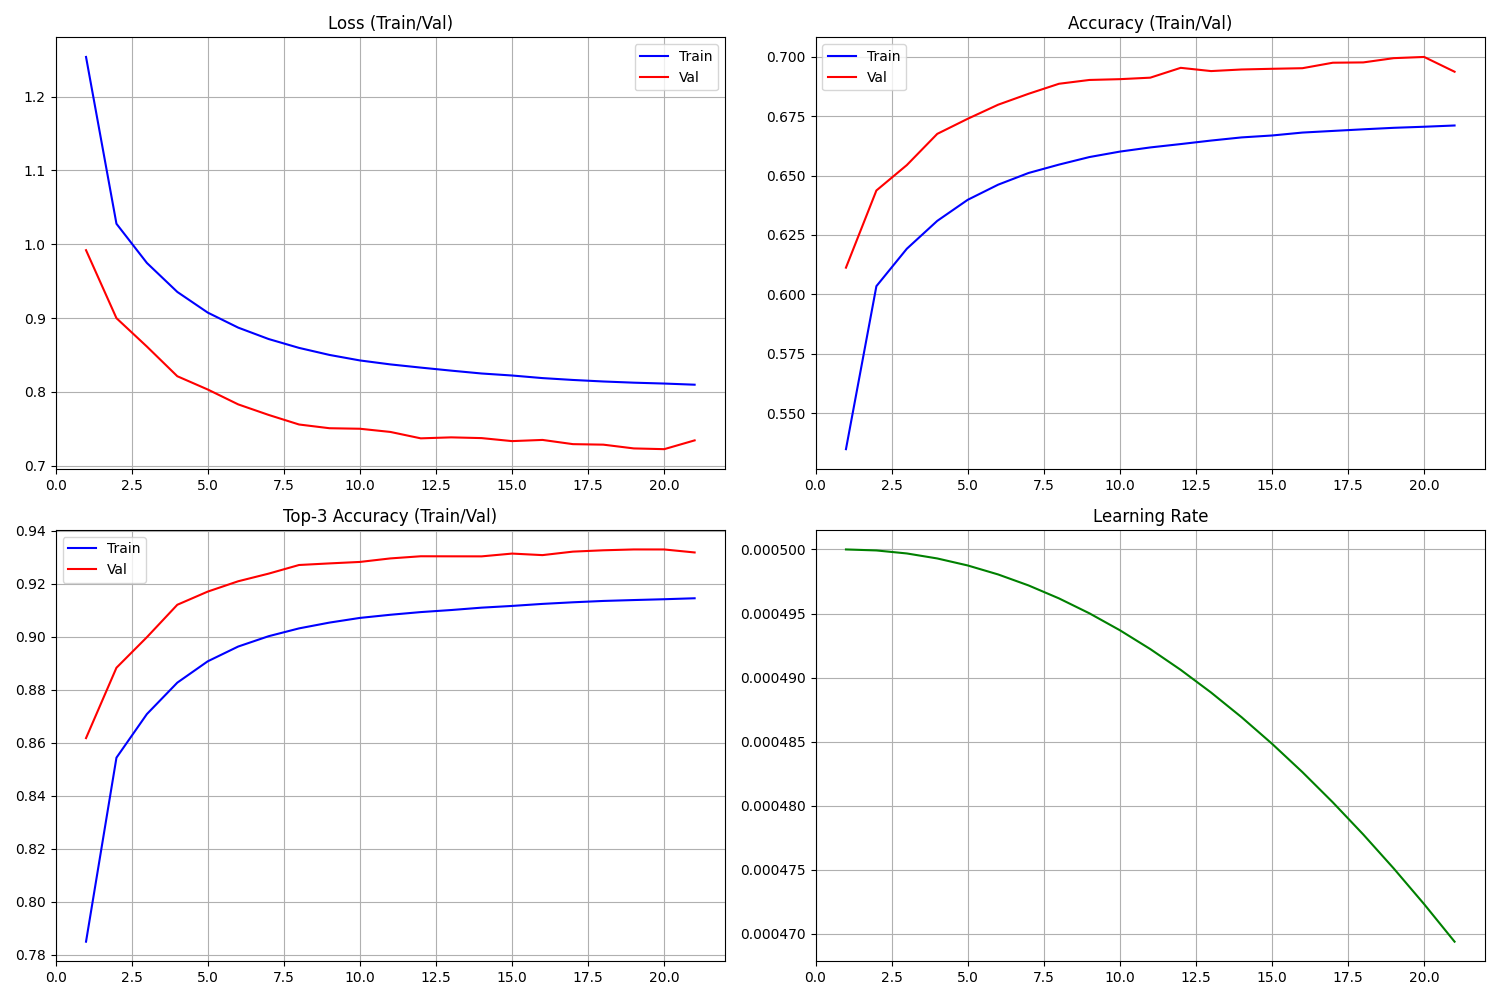 Loss (Train/Val)
Train
Val
1.2
1.1
1.0
0.9
0.8
0.7
0.0 2.5 5.0 7.5 10.0 12.5 15.0 17.5 20.0
Accuracy (Train/Val)
Train
Val
0.700
0.675
0.650
0.625
0.600
0.575
0.550
0.0 2.5 5.0 7.5 10.0 12.5 15.0 17.5 20.0
Top-3 Accuracy (Train/Val)
Train
Val
0.94
0.92
0.90
0.88
0.86
0.84
0.82
0.80
0.78
0.0 2.5 5.0 7.5 10.0 12.5 15.0 17.5 20.0
Learning Rate
0.000500
0.000495
0.000490
0.000485
0.000480
0.000475
0.000470
0.0 2.5 5.0 7.5 10.0 12.5 15.0 17.5 20.0